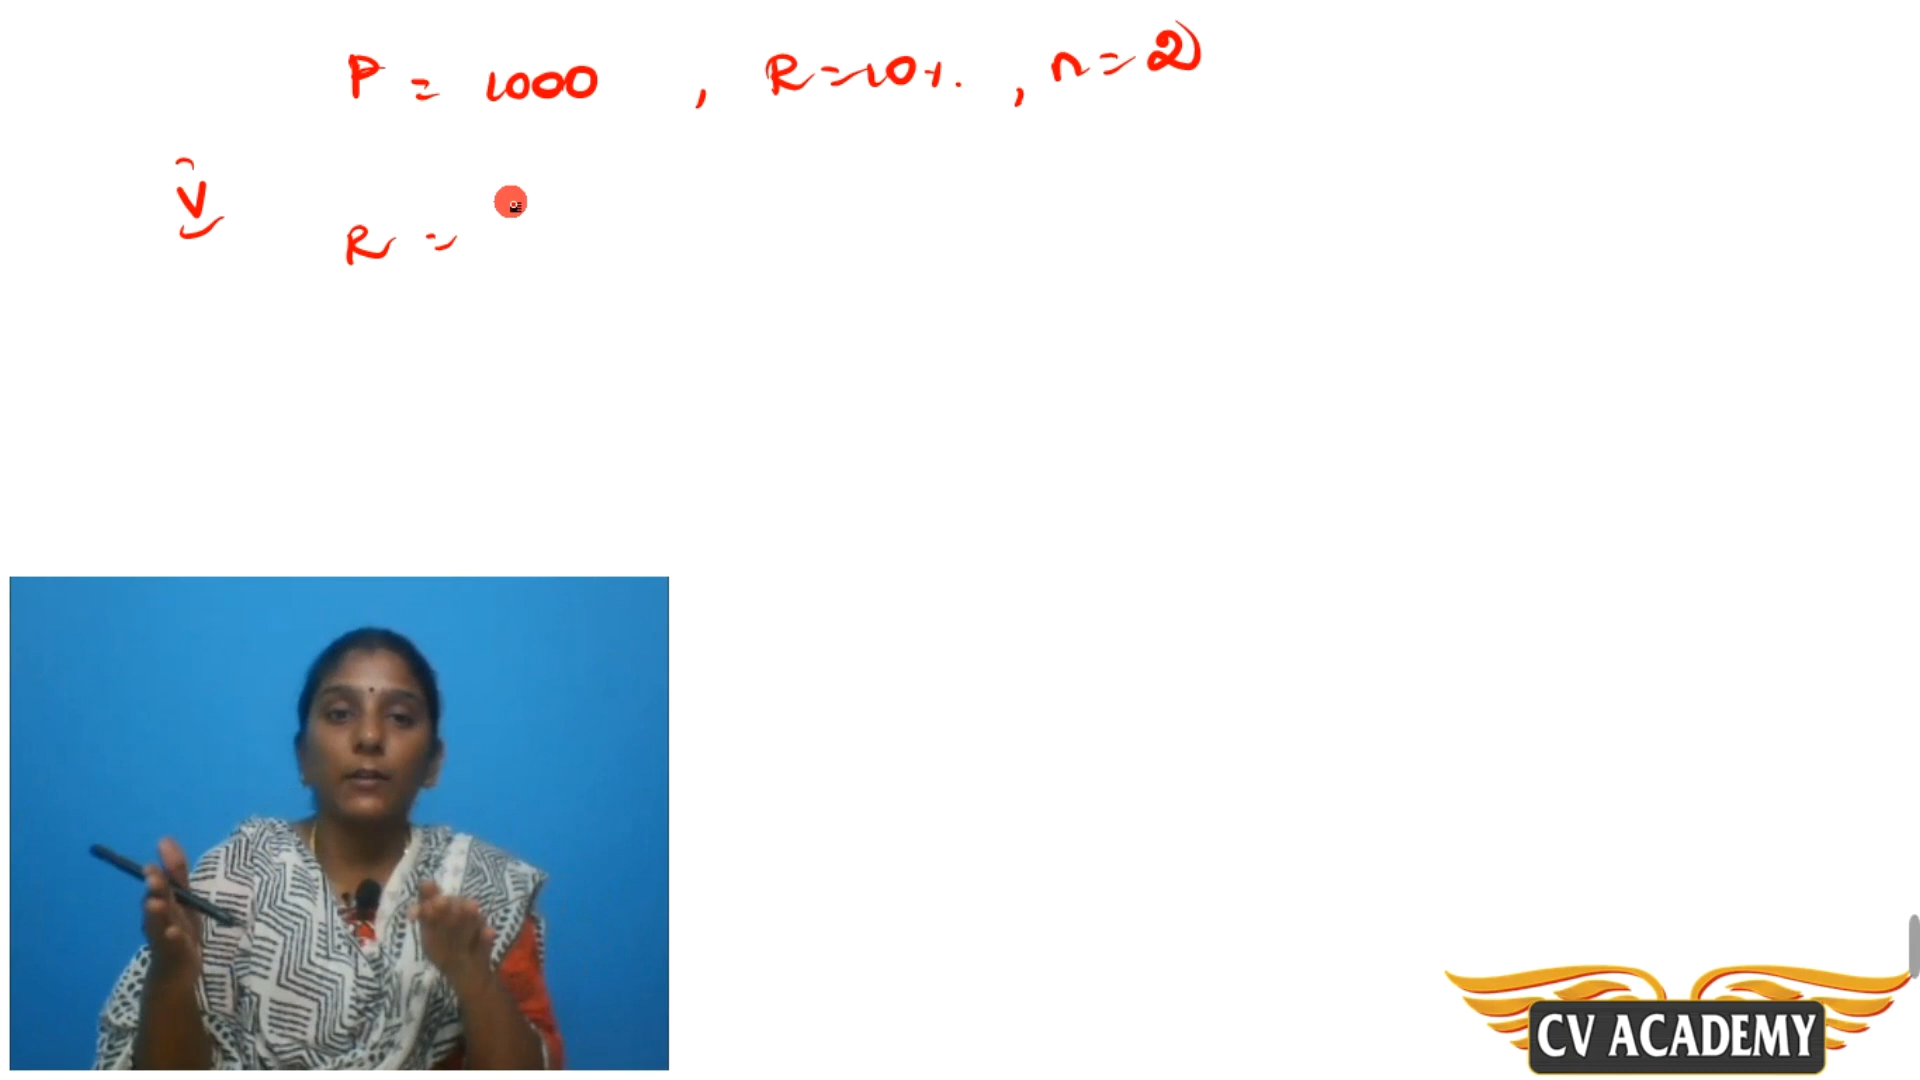 P = 1000 , R = 10%. , n = 2
V
R =
CV ACADEMY